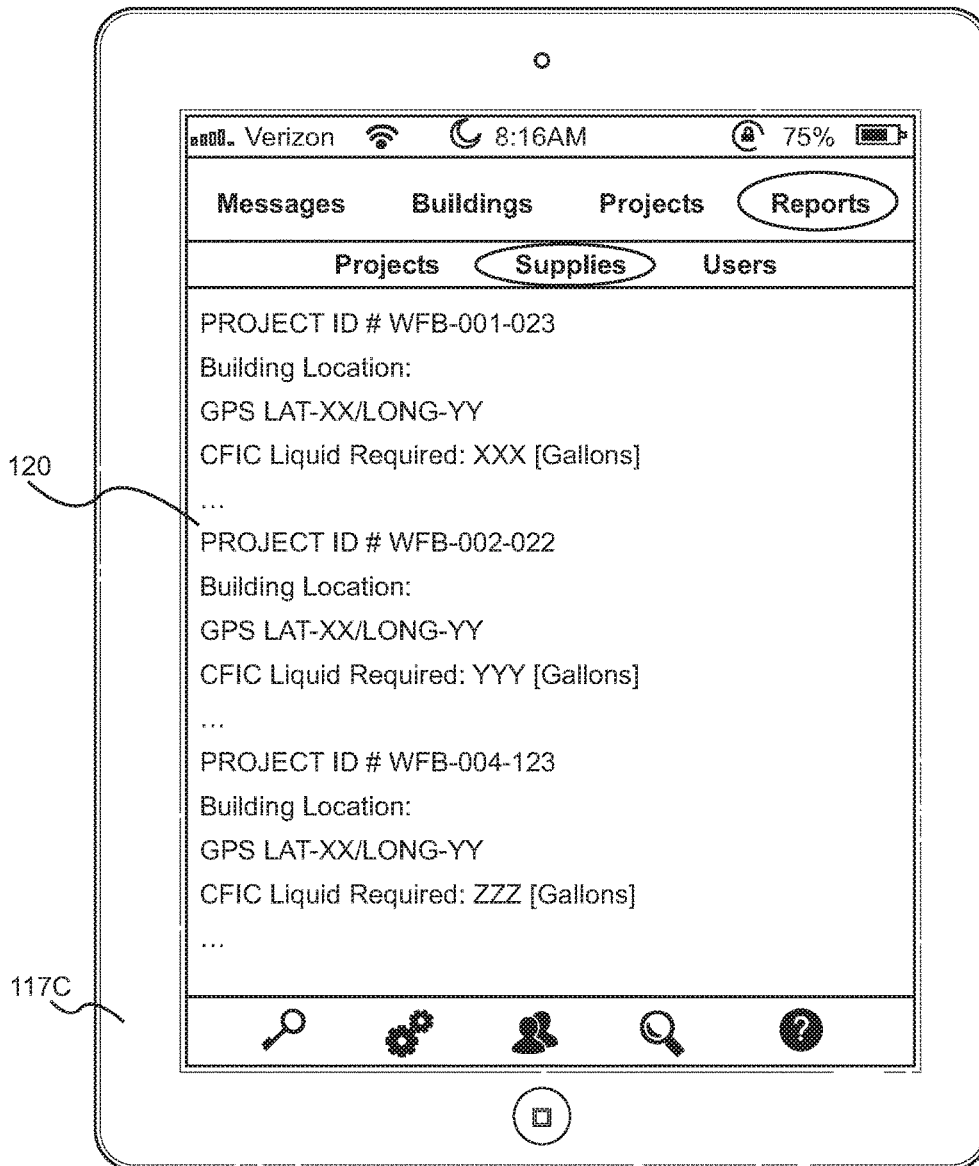 Verizon 8:16AM 75%
Messages Buildings Projects Reports
Projects Supplies Users
PROJECT ID # WFB-001-023
Building Location:
GPS LAT-XX/LONG-YY
CFIC Liquid Required: XXX [Gallons]
...
120
PROJECT ID # WFB-002-022
Building Location:
GPS LAT-XX/LONG-YY
CFIC Liquid Required: YYY [Gallons]
...
PROJECT ID # WFB-004-123
Building Location:
GPS LAT-XX/LONG-YY
CFIC Liquid Required: ZZZ [Gallons]
...
117C
?